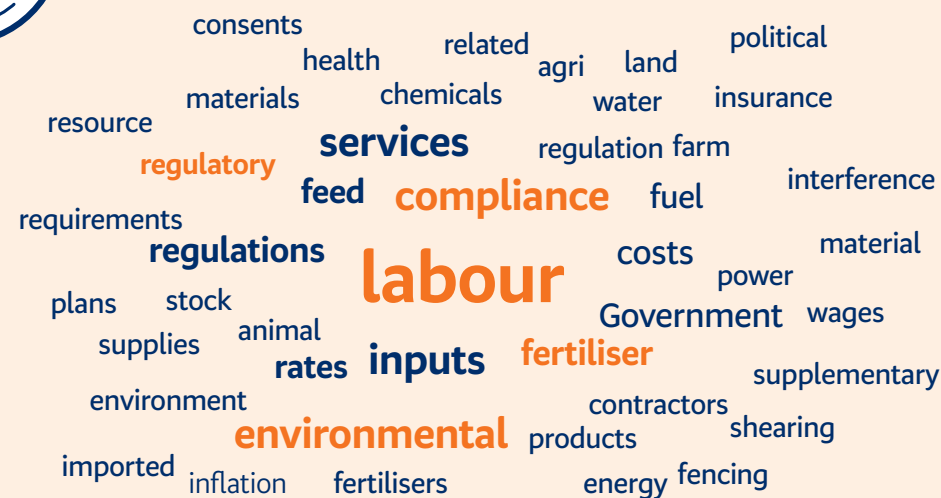 consents
health related agri land political
materials chemicals water insurance
resource services regulation farm
regulatory feed compliance fuel interference
requirements
regulations labour costs material
power
plans stock Government wages
supplies animal
rates inputs fertiliser
supplementary
environment contractors
environmental products shearing
imported inflation fertilisers energy fencing